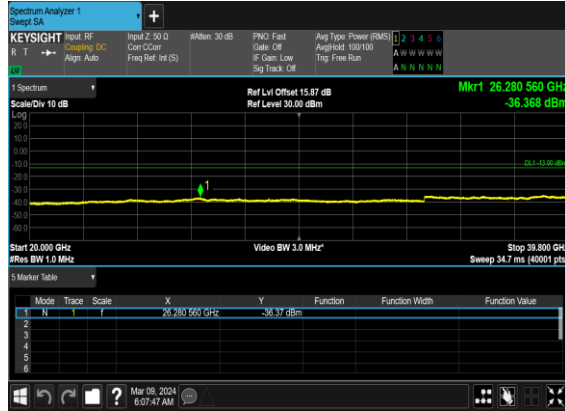 Spectrum Analyzer 1
Swept SA
+
KEYSIGHT Input: RF Input Z: 50 Ω #Atten: 30 dB PNO: Fast Avg Type: Power (RMS) 1 2 3 4 5 6
R T Coupling: DC Corr CCorr Gate: Off Avg|Hold: 100/100 A W W W W W
Align: Auto Freq Ref: Int (S) IF Gain: Low Trig: Free Run
Sig Track: Off A N N N N N
1 Spectrum Ref Lvl Offset 15.87 dB Mkr1 26.280 560 GHz
Scale/Div 10 dB Ref Level 30.00 dBm -36.368 dBm
Log
20.0
10.0
0.00
-10.0
DL1 -13.00 dBm
-20.0
1
-30.0
-40.0
-50.0
-60.0
Start 20.000 GHz Video BW 3.0 MHz* Stop 39.800 GHz
#Res BW 1.0 MHz Sweep 34.7 ms (40001 pts)
5 Marker Table
Mode Trace Scale X Y Function Function Width Function Value
1 N 1 f 26.280 560 GHz -36.37 dBm
2
3
4
5
6
? Mar 09, 2024
6:07:47 AM